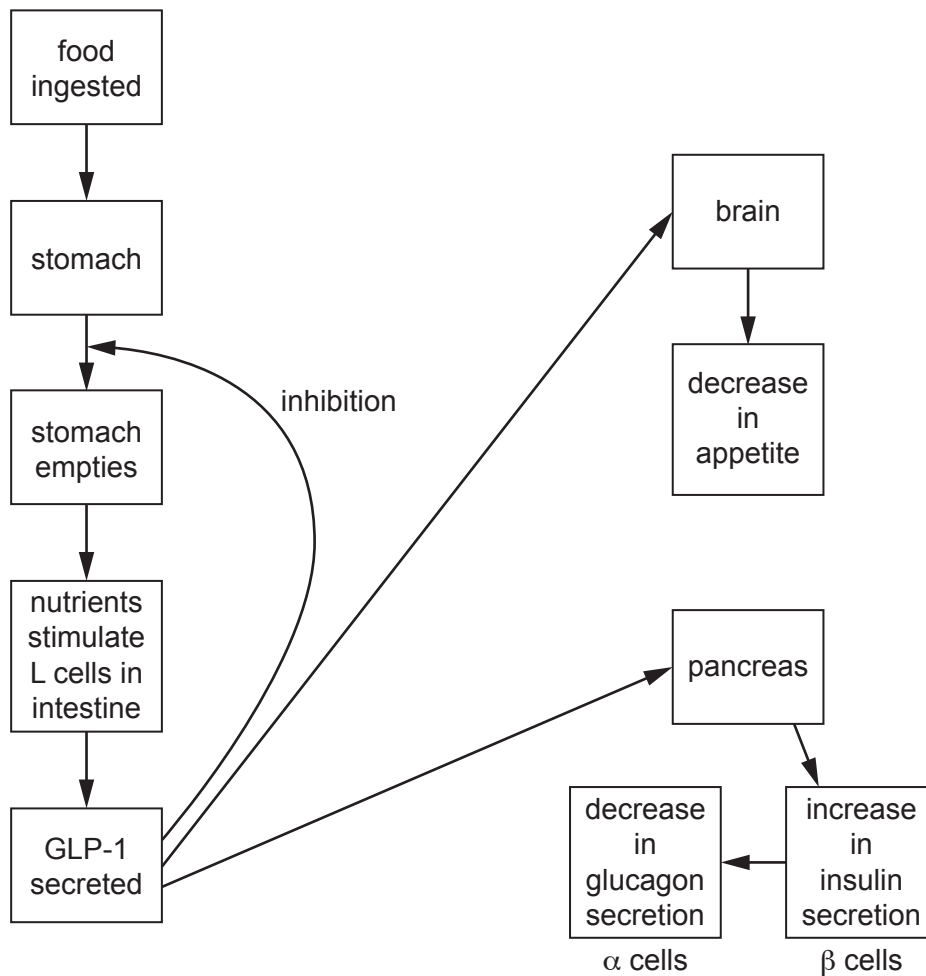 food
ingested
stomach
stomach
empties
nutrients
stimulate
L cells in
intestine
GLP-1
secreted
inhibition
brain
decrease
in
appetite
pancreas
decrease
in
glucagon
secretion
α cells
increase
in
insulin
secretion
β cells